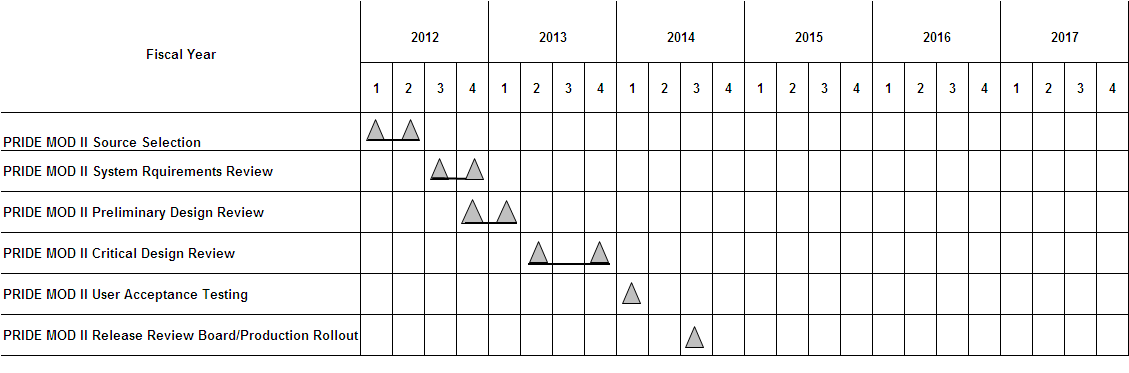 Fiscal Year
2012 2013 2014 2015 2016 2017
1 2 3 4 1 2 3 4 1 2 3 4 1 2 3 4 1 2 3 4 1 2 3 4
PRIDE MOD II Source Selection
PRIDE MOD II System Rquirements Review
PRIDE MOD II Preliminary Design Review
PRIDE MOD II Critical Design Review
PRIDE MOD II User Acceptance Testing
PRIDE MOD II Release Review Board/Production Rollout